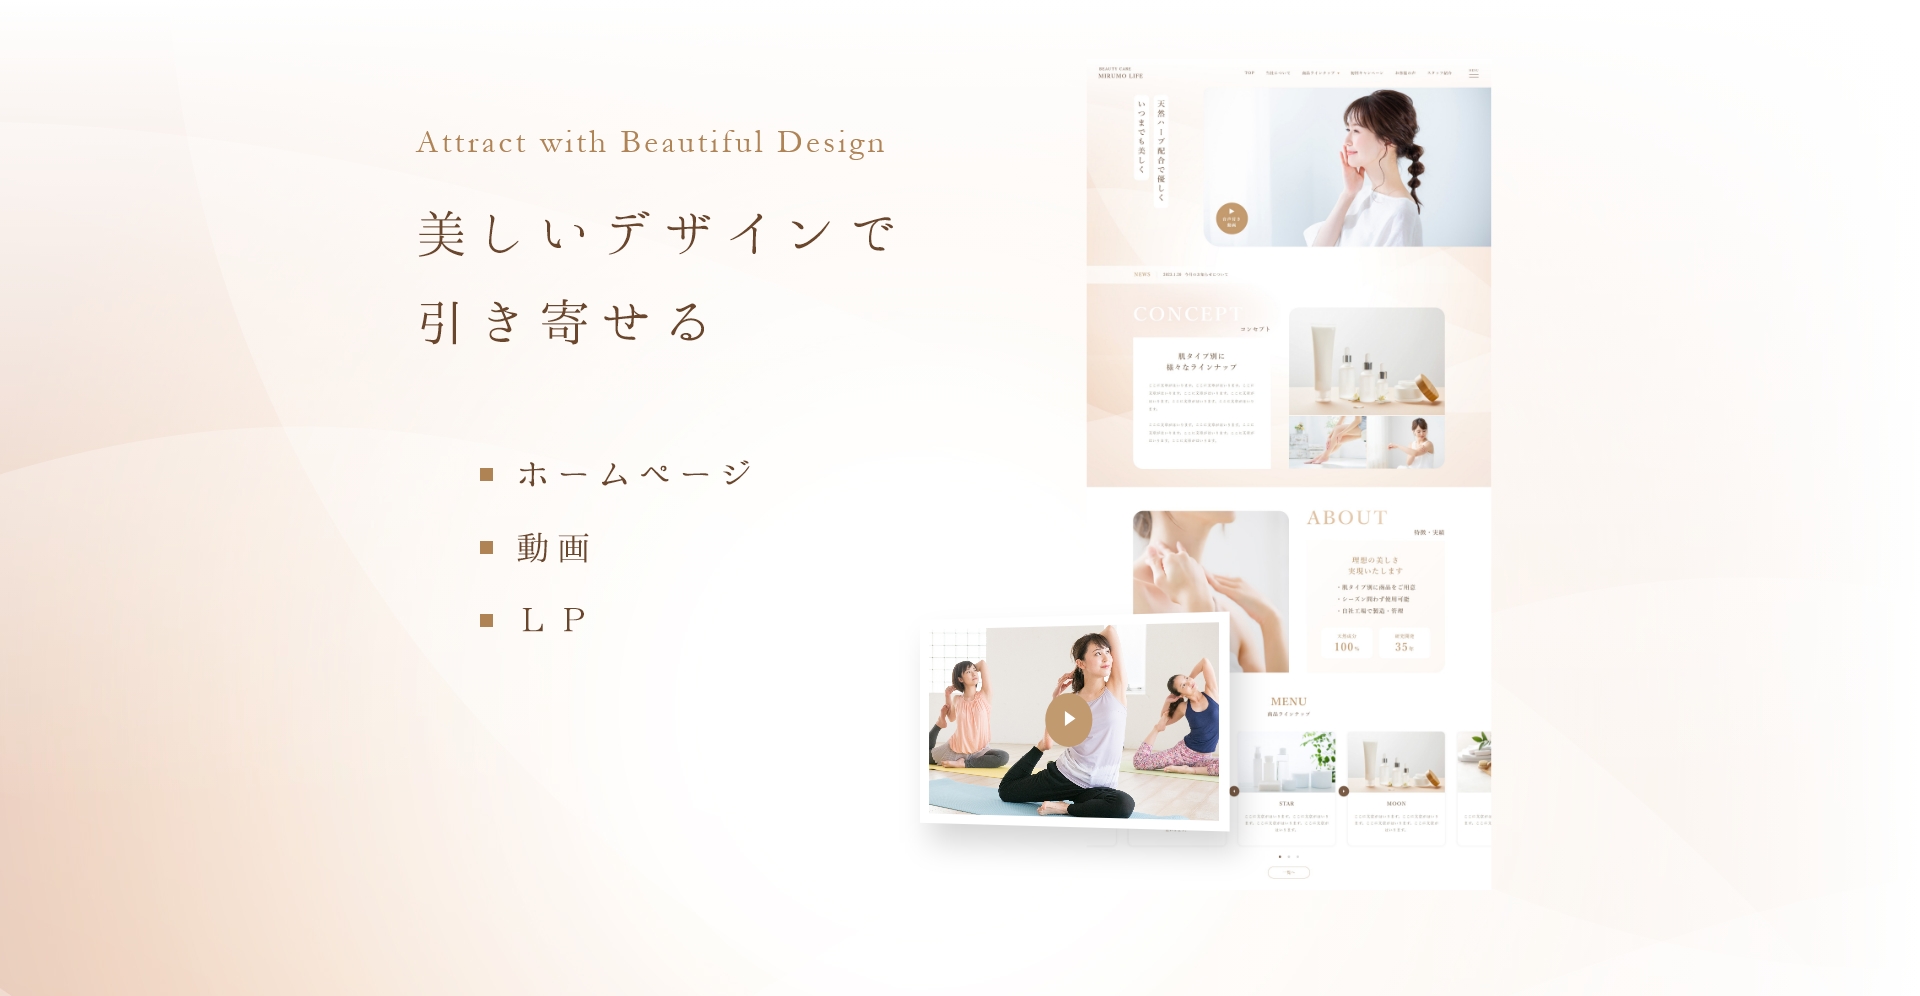 Attract with Beautiful Design
美しいデザインで
引き寄せる
■ ホームページ
■ 動画
■ ＬＰ
BEAUTY CARE
MIRUMO LIFE
TOP
天然ハーブ配合で優しく
いつまでも美しく
NEWS
CONCEPT
コンセプト
肌タイプ別に
様々なラインナップ
ABOUT
特徴・実績
理想の美しさ
実現いたします
・肌タイプ別に商品をご用意
・シーズン問わず使用可能
・自社工場で製造・管理
100%
35
MENU
商品ラインナップ
STAR
MOON